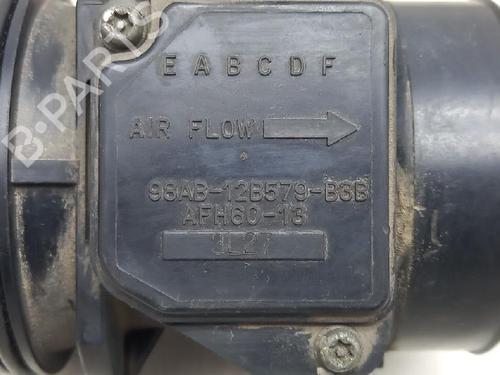 E A B C D F
AIR FLOW
98AB-12B579-B3B
AFH60-13
3L27
B-PARTS